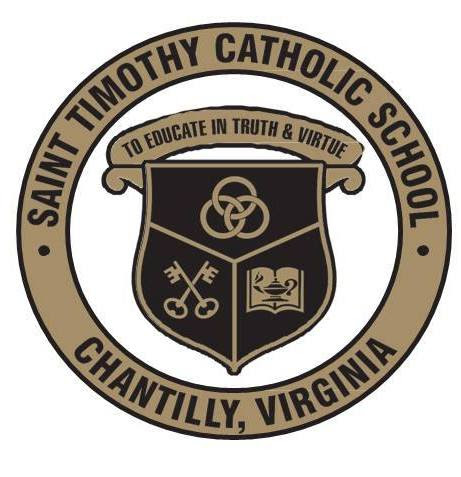 SAINT TIMOTHY CATHOLIC SCHOOL
TO EDUCATE IN TRUTH & VIRTUE
CHANTILLY, VIRGINIA